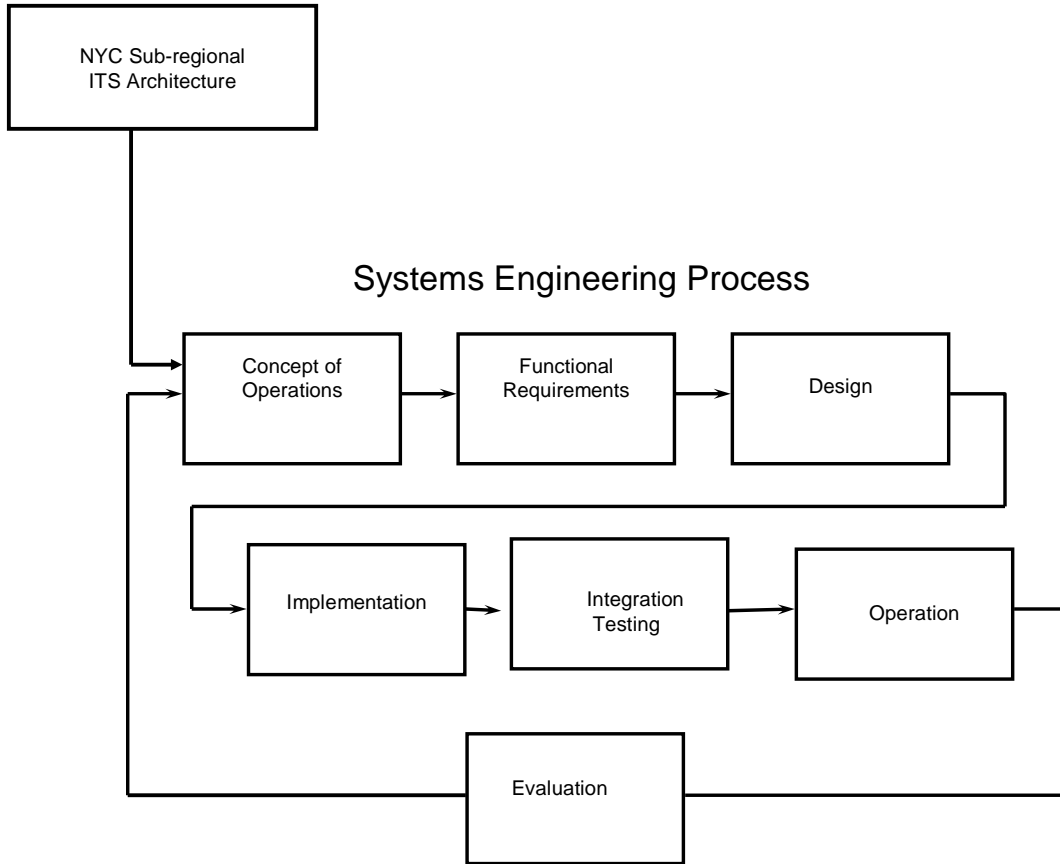 NYC Sub-regional
ITS Architecture
Systems Engineering Process
Concept of
Operations
Functional
Requirements
Design
Implementation
Integration
Testing
Operation
Evaluation